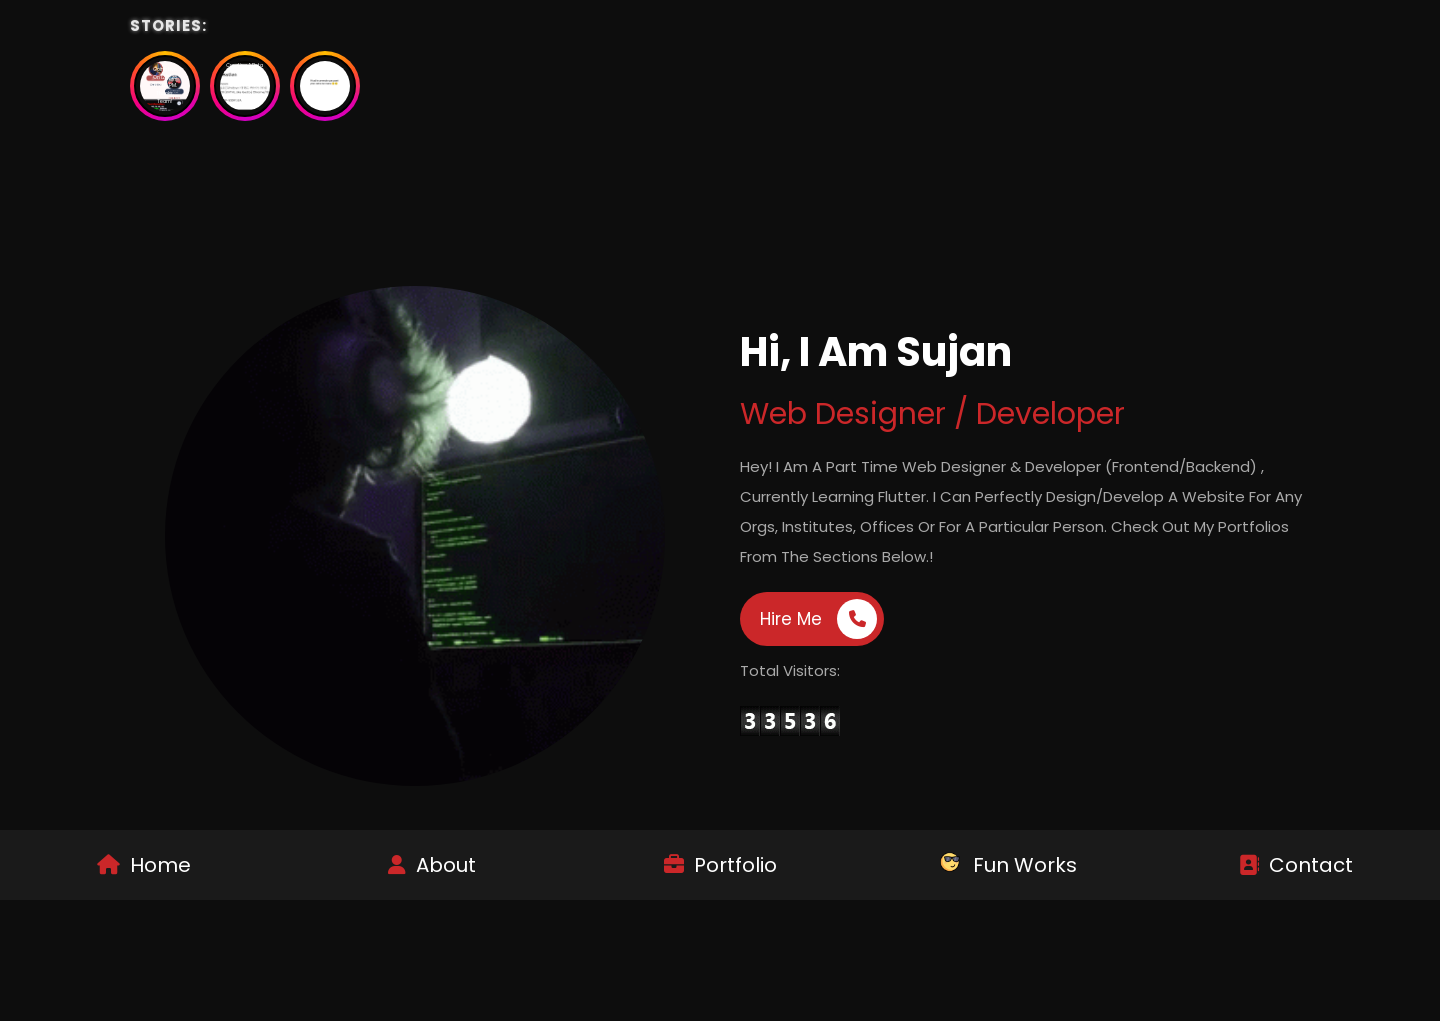 STORIES:
Hi, I Am Sujan
Web Designer / Developer
Hey! I Am A Part Time Web Designer & Developer (Frontend/Backend) ,
Currently Learning Flutter. I Can Perfectly Design/Develop A Website For Any
Orgs, Institutes, Offices Or For A Particular Person. Check Out My Portfolios
From The Sections Below.!
Hire Me
Total Visitors:
33536
Home
About
Portfolio
Fun Works
Contact